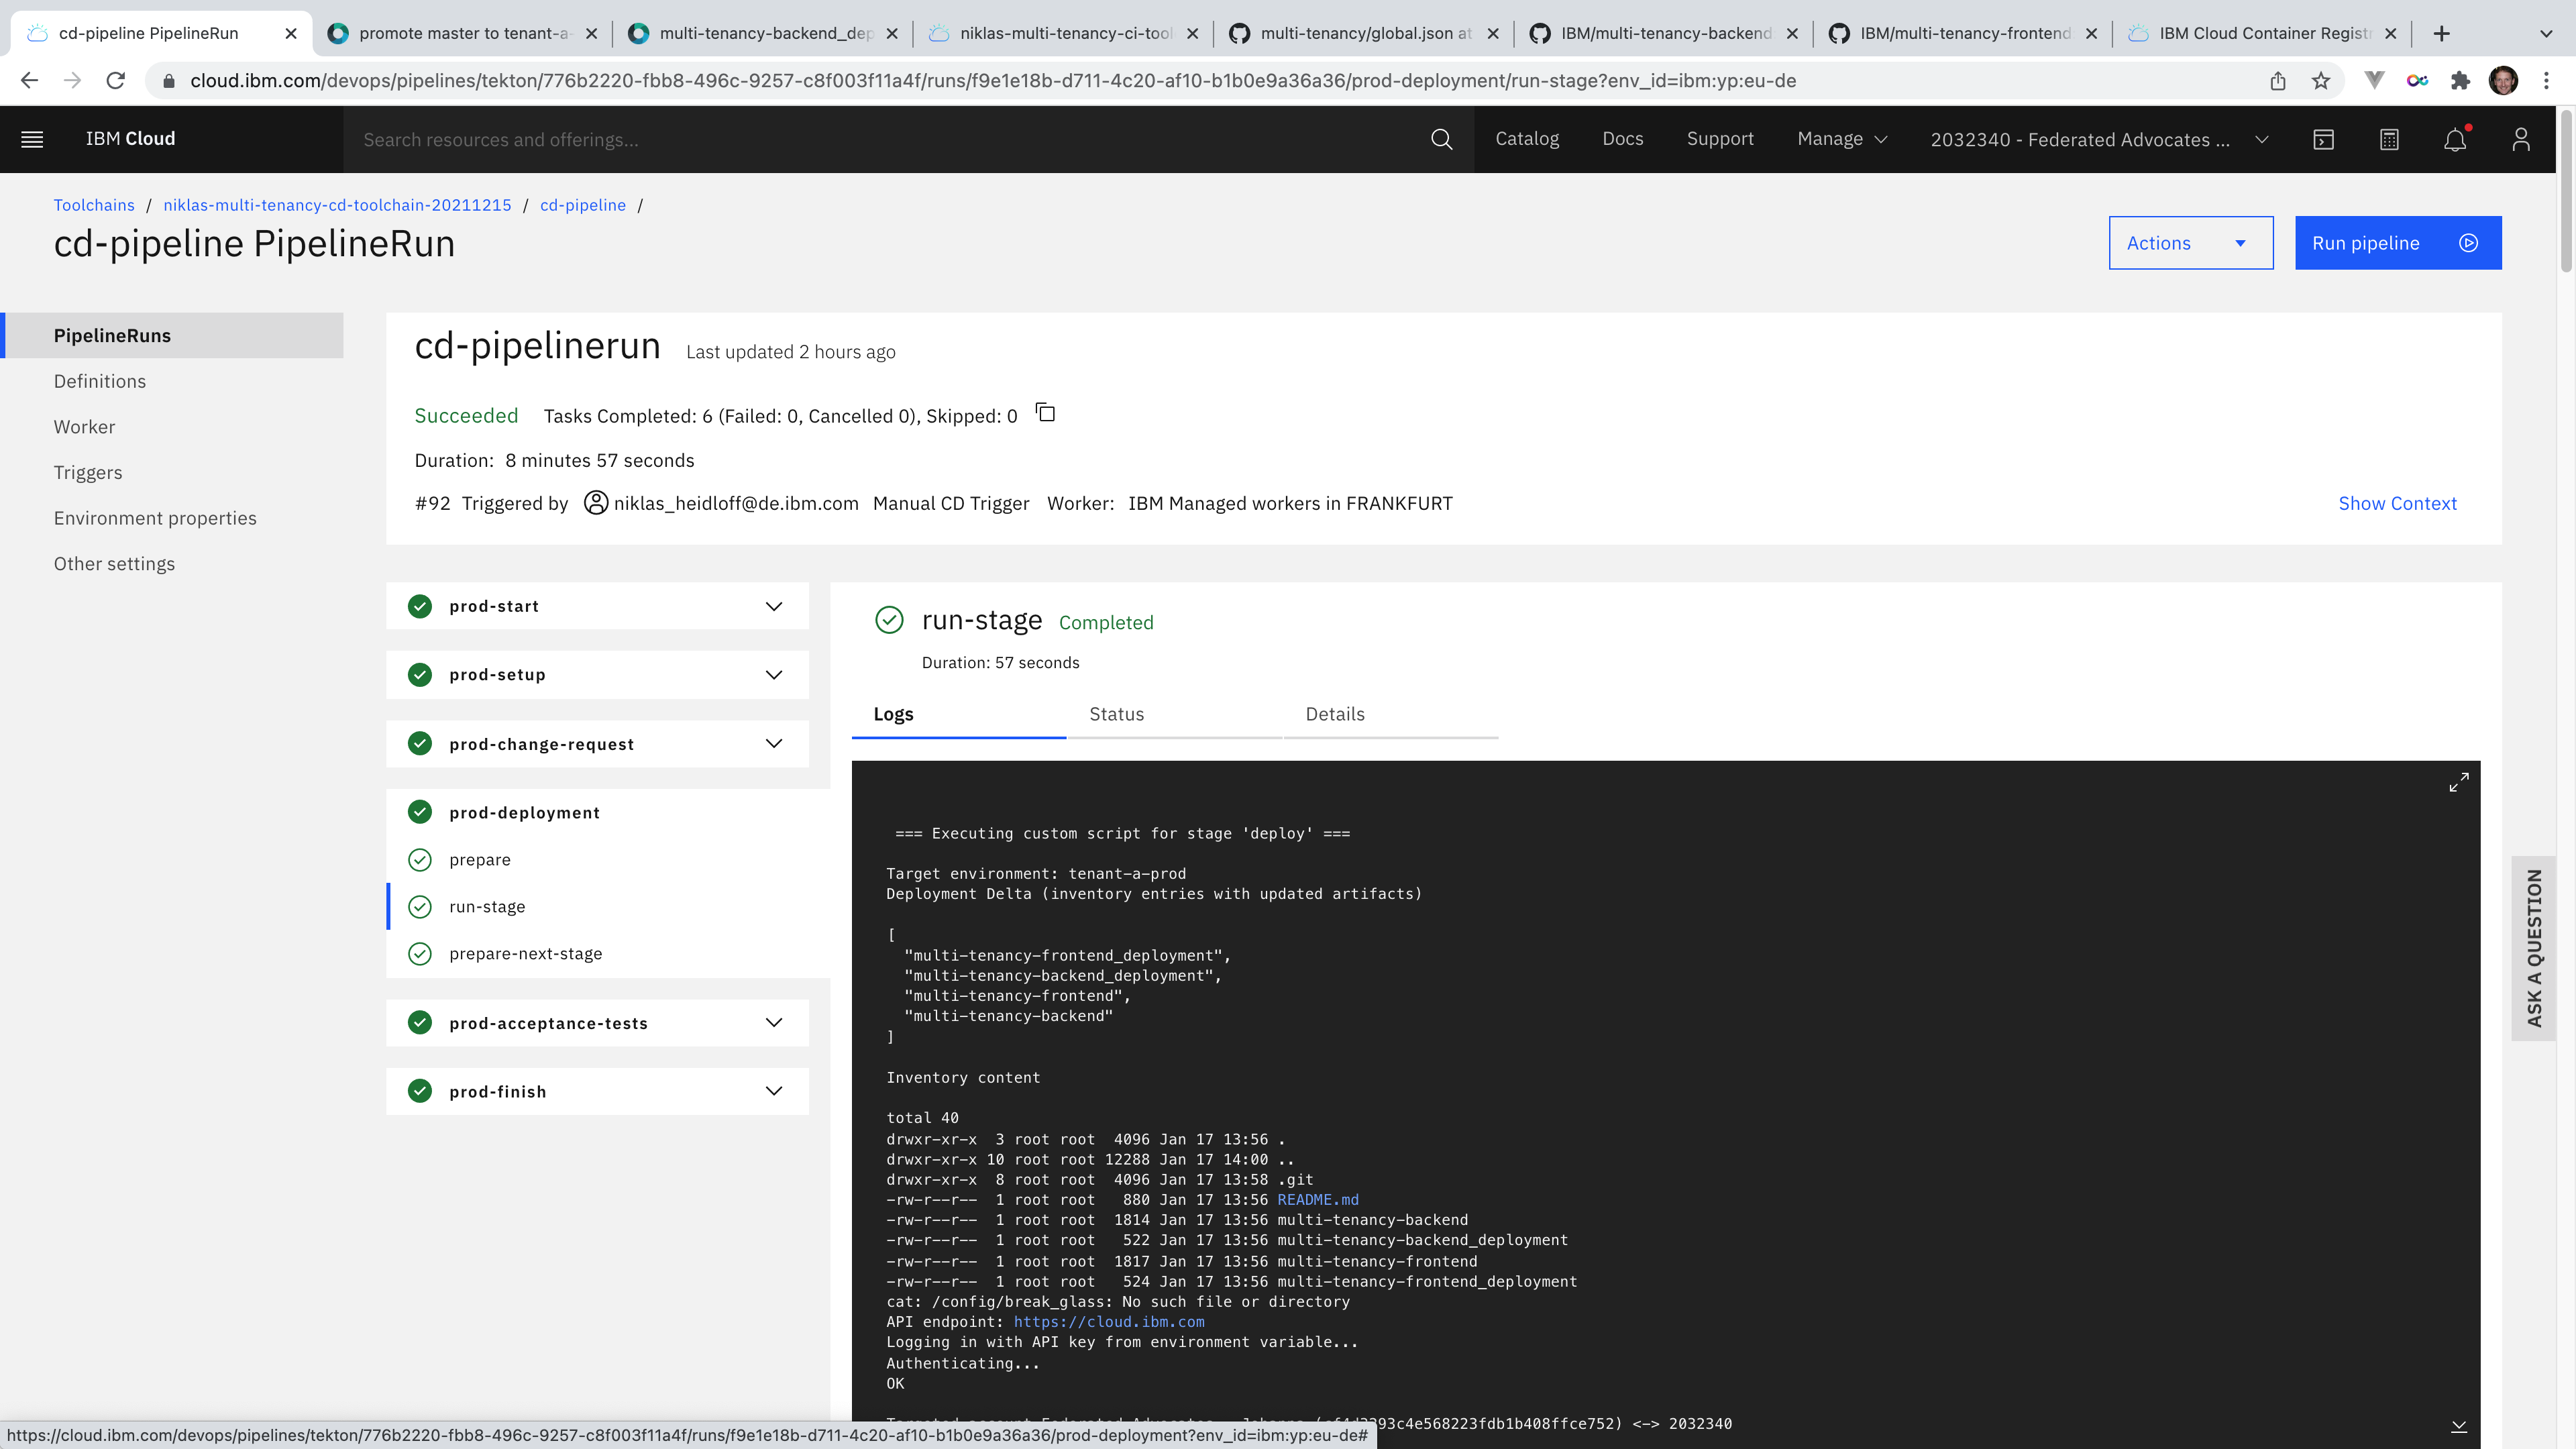 cd-pipeline PipelineRun
promote master to tenant-a-
multi-tenancy-backend_dep
niklas-multi-tenancy-ci-tool
multi-tenancy/global.json at
IBM/multi-tenancy-backend
IBM/multi-tenancy-frontend
IBM Cloud Container Registr
cloud.ibm.com/devops/pipelines/tekton/776b2220-fbb8-496c-9257-c8f003f11a4f/runs/f9e1e18b-d711-4c20-af10-b1b0e9a36a36/prod-deployment/run-stage?env_id=ibm:yp:eu-de
IBM Cloud
Search resources and offerings...
Catalog
Docs
Support
Manage
2032340 - Federated Advocates ...
Toolchains / niklas-multi-tenancy-cd-toolchain-20211215 / cd-pipeline /
cd-pipeline PipelineRun
Actions
Run pipeline
PipelineRuns
Definitions
Worker
Triggers
Environment properties
Other settings
cd-pipelinerun Last updated 2 hours ago
Succeeded Tasks Completed: 6 (Failed: 0, Cancelled 0), Skipped: 0
Duration: 8 minutes 57 seconds
#92 Triggered by niklas_heidloff@de.ibm.com Manual CD Trigger Worker: IBM Managed workers in FRANKFURT
Show Context
prod-start
prod-setup
prod-change-request
prod-deployment
prepare
run-stage
prepare-next-stage
prod-acceptance-tests
prod-finish
run-stage Completed
Duration: 57 seconds
Logs
Status
Details
=== Executing custom script for stage 'deploy' ===
Target environment: tenant-a-prod
Deployment Delta (inventory entries with updated artifacts)
[
"multi-tenancy-frontend_deployment",
"multi-tenancy-backend_deployment",
"multi-tenancy-frontend",
"multi-tenancy-backend"
]
Inventory content
total 40
drwxr-xr-x  3 root root  4096 Jan 17 13:56 .
drwxr-xr-x 10 root root 12288 Jan 17 14:00 ..
drwxr-xr-x  8 root root  4096 Jan 17 13:58 .git
-rw-r--r--  1 root root   880 Jan 17 13:56 README.md
-rw-r--r--  1 root root  1814 Jan 17 13:56 multi-tenancy-backend
-rw-r--r--  1 root root   522 Jan 17 13:56 multi-tenancy-backend_deployment
-rw-r--r--  1 root root  1817 Jan 17 13:56 multi-tenancy-frontend
-rw-r--r--  1 root root   524 Jan 17 13:56 multi-tenancy-frontend_deployment
cat: /config/break_glass: No such file or directory
API endpoint: https://cloud.ibm.com
Logging in with API key from environment variable...
Authenticating...
OK
93c4e568223fdb1b408ffce752) <-> 2032340
ASK A QUESTION
https://cloud.ibm.com/devops/pipelines/tekton/776b2220-fbb8-496c-9257-c8f003f11a4f/runs/f9e1e18b-d711-4c20-af10-b1b0e9a36a36/prod-deployment?env_id=ibm:yp:eu-de#